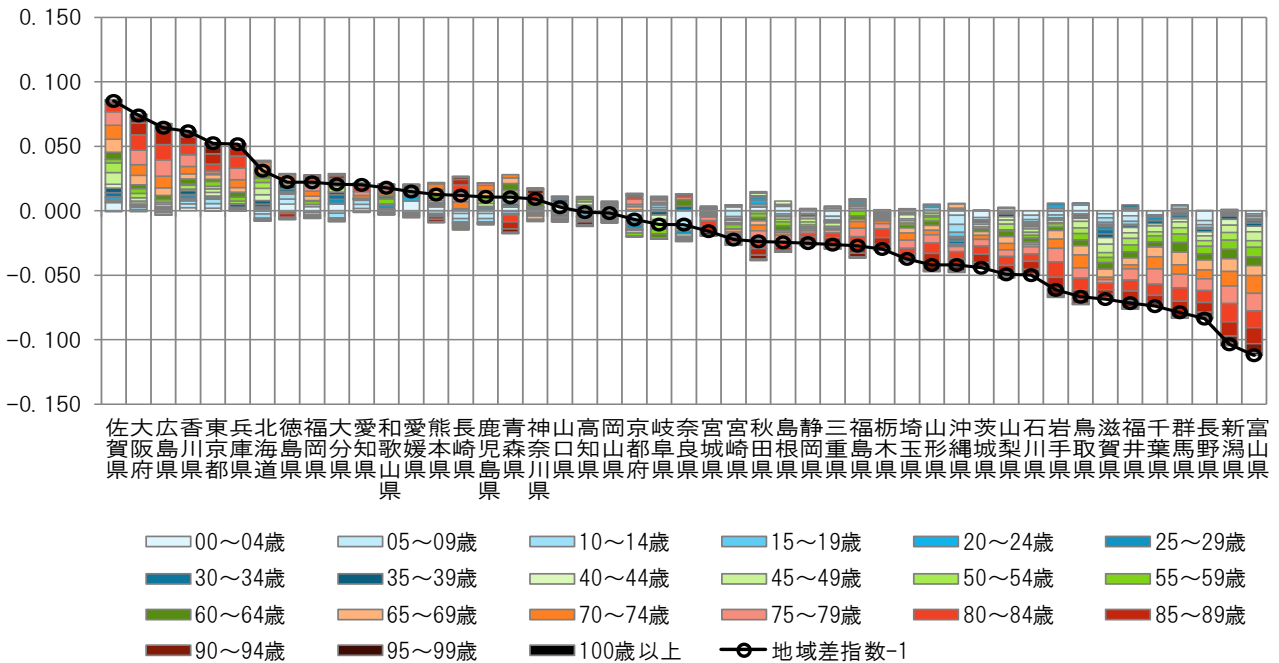 0.150
0.100
0.050
0.000
-0.050
-0.100
-0.150
佐賀県
大阪府
広島県
香川県
東京都
兵庫県
北海道
徳島県
福岡県
大分県
愛知県
和歌山県
愛媛県
熊本県
長崎県
鹿児島県
青森県
神奈川県
山口県
高知県
岡山県
京都府
岐阜県
奈良県
宮城県
宮崎県
秋田県
島根県
静岡県
三重県
福島県
栃木県
埼玉県
山形県
沖縄県
茨城県
山梨県
石川県
岩手県
鳥取県
滋賀県
福井県
千葉県
群馬県
長野県
新潟県
富山県
00～04歳 05～09歳 10～14歳 15～19歳 20～24歳 25～29歳
30～34歳 35～39歳 40～44歳 45～49歳 50～54歳 55～59歳
60～64歳 65～69歳 70～74歳 75～79歳 80～84歳 85～89歳
90～94歳 95～99歳 100歳以上 地域差指数-1